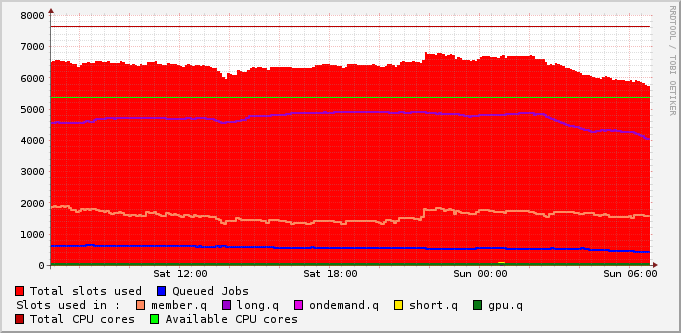 RRDTOOL / TOBI OETIKER
8000
7000
6000
5000
4000
3000
2000
1000
0
Sat 12:00 Sat 18:00 Sun 00:00 Sun 06:00
Total slots used Queued Jobs
Slots used in : member.q long.q ondemand.q short.q gpu.q
Total CPU cores Available CPU cores